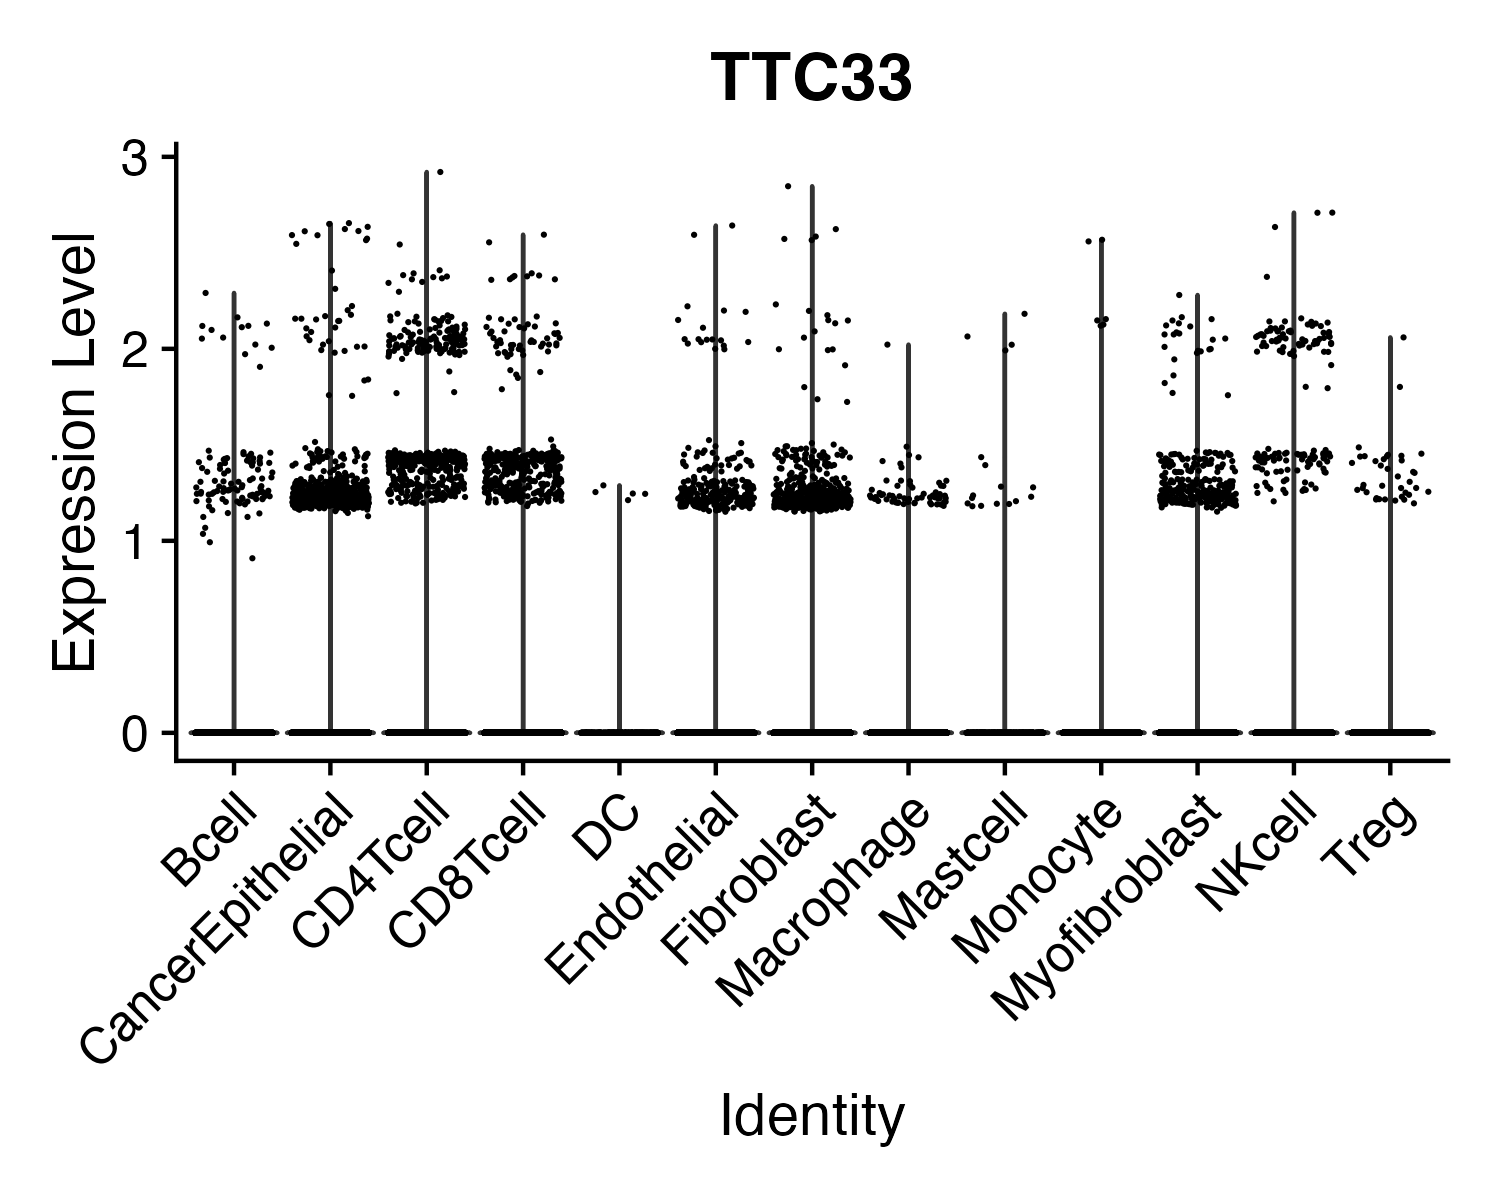 TTC33
Expression Level
3
2
1
0
Bcell
CancerEpithelial
CD4Tcell
CD8Tcell
DC
Endothelial
Fibroblast
Macrophage
Mastcell
Monocyte
Myofibroblast
NKcell
Treg
Identity